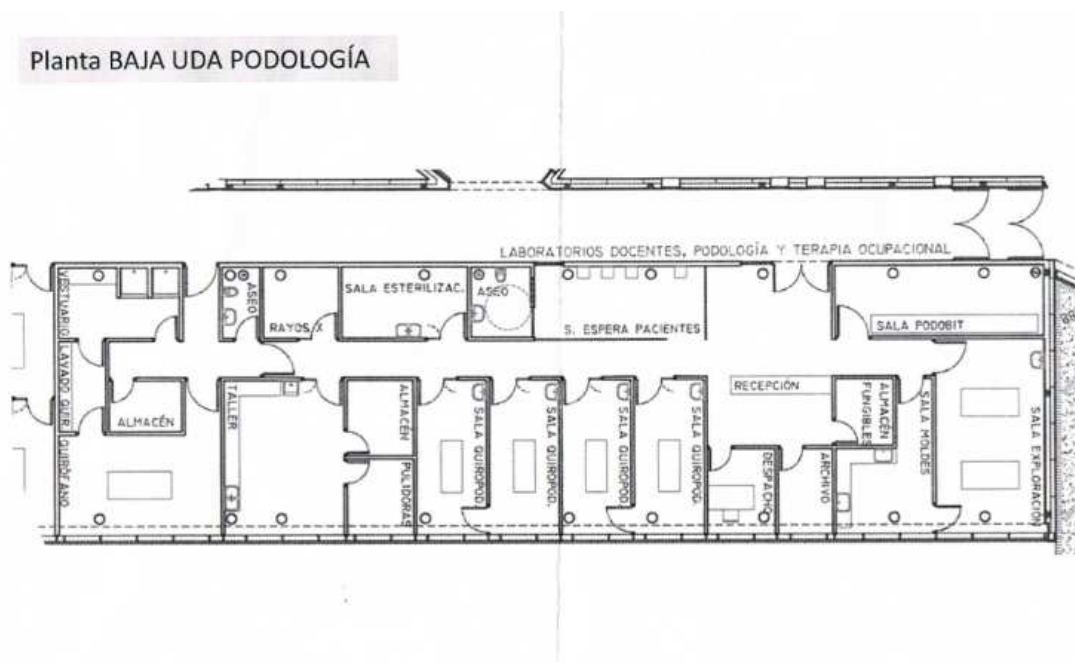 Planta BAJA UDA PODOLOGÍA
LABORATORIOS DOCENTES, PODOLOGÍA Y TERAPIA OCUPACIONAL
VESTUARIO
ASEO
RAYOS X
SALA ESTERILIZAC.
ASEO
S. ESPERA PACIENTES
SALA PODOBIT
LAVADO QUIR.
ALMACÉN
QUIRÓFANO
TALLER
ALMACÉN
PULIDORAS
SALA QUIROPOD.
SALA QUIROPOD.
SALA QUIROPOD.
SALA QUIROPOD.
RECEPCIÓN
DESPACHO
ARCHIVO
ALMACÉN
FUNGIBLES
SALA MOLDES
SALA EXPLORACIÓN